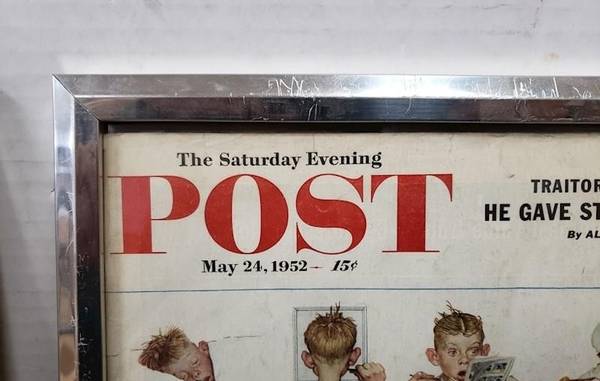 The Saturday Evening
POST
May 24, 1952 – 15¢
TRAITOR
HE GAVE ST
By AL